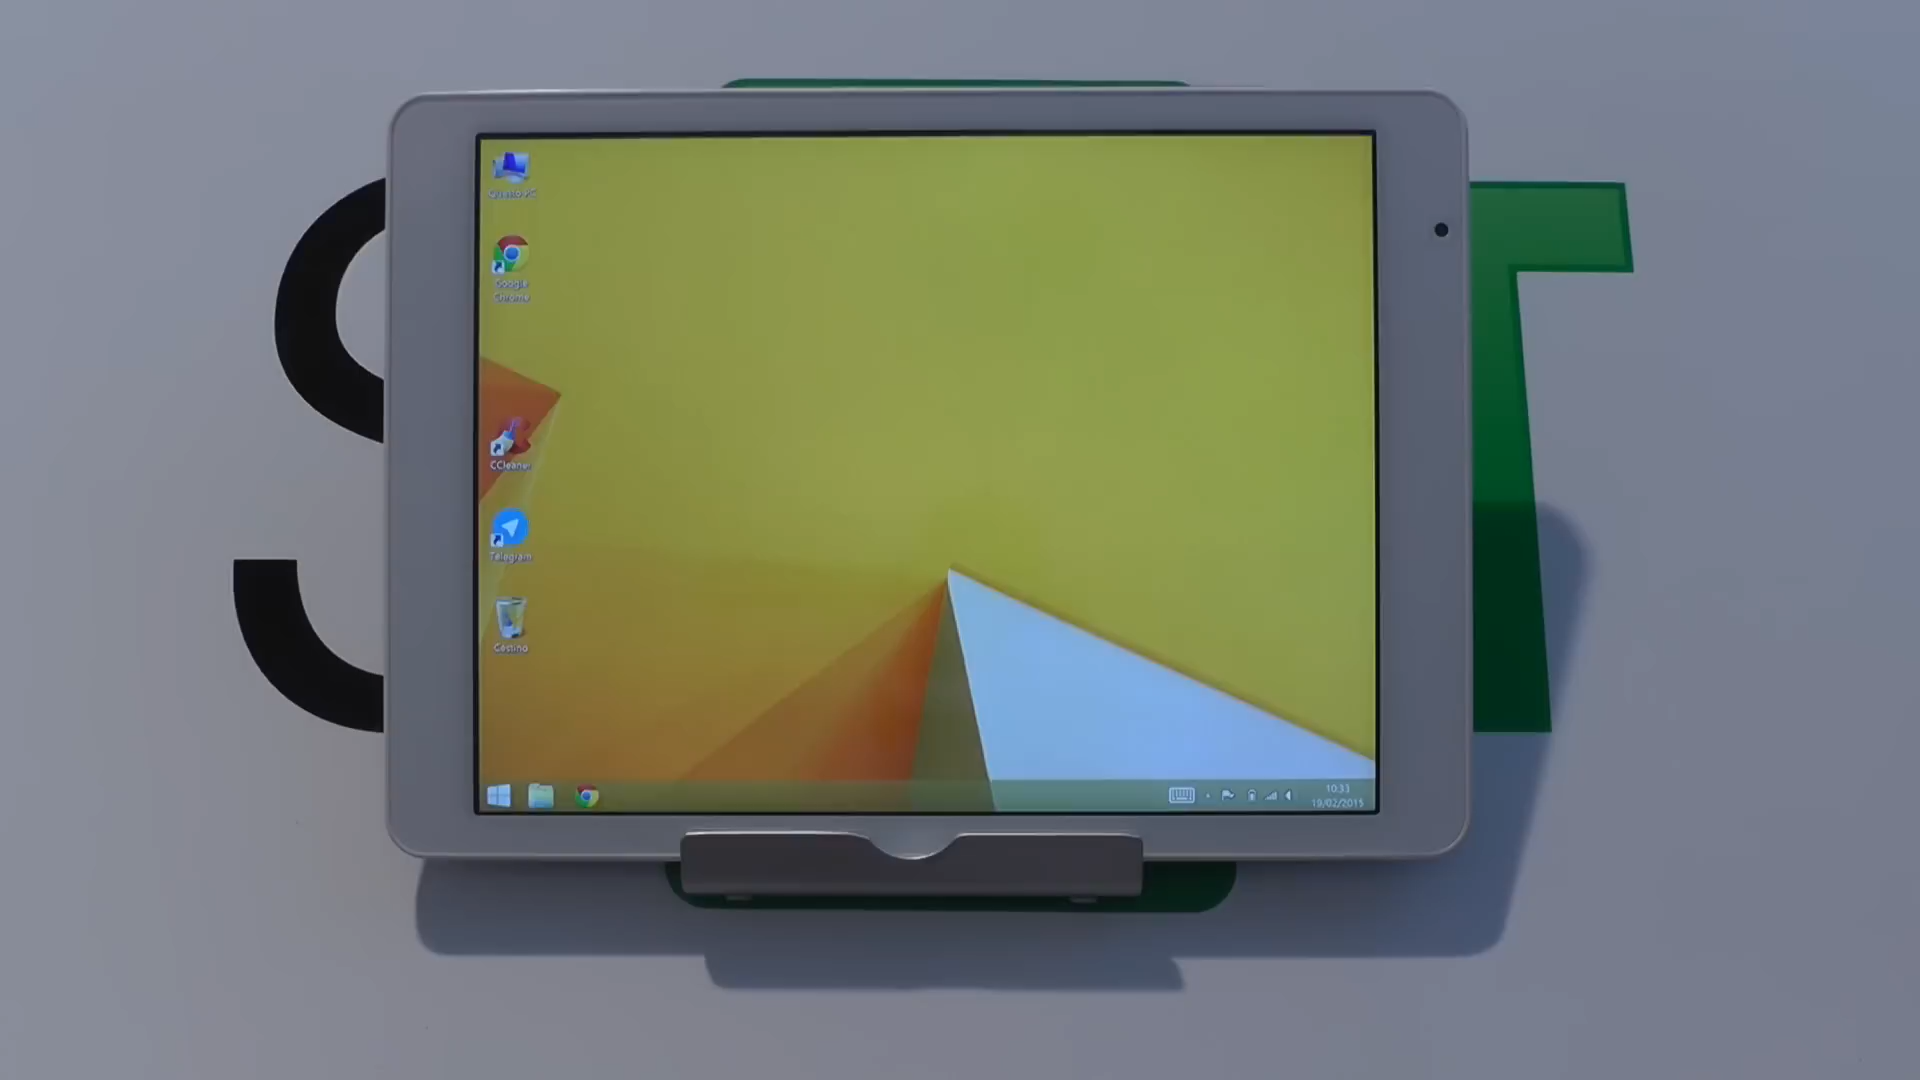 S T
Questo PC
Google
Chrome
CCleaner
Telegram
Cestino
10:33
19/02/2015